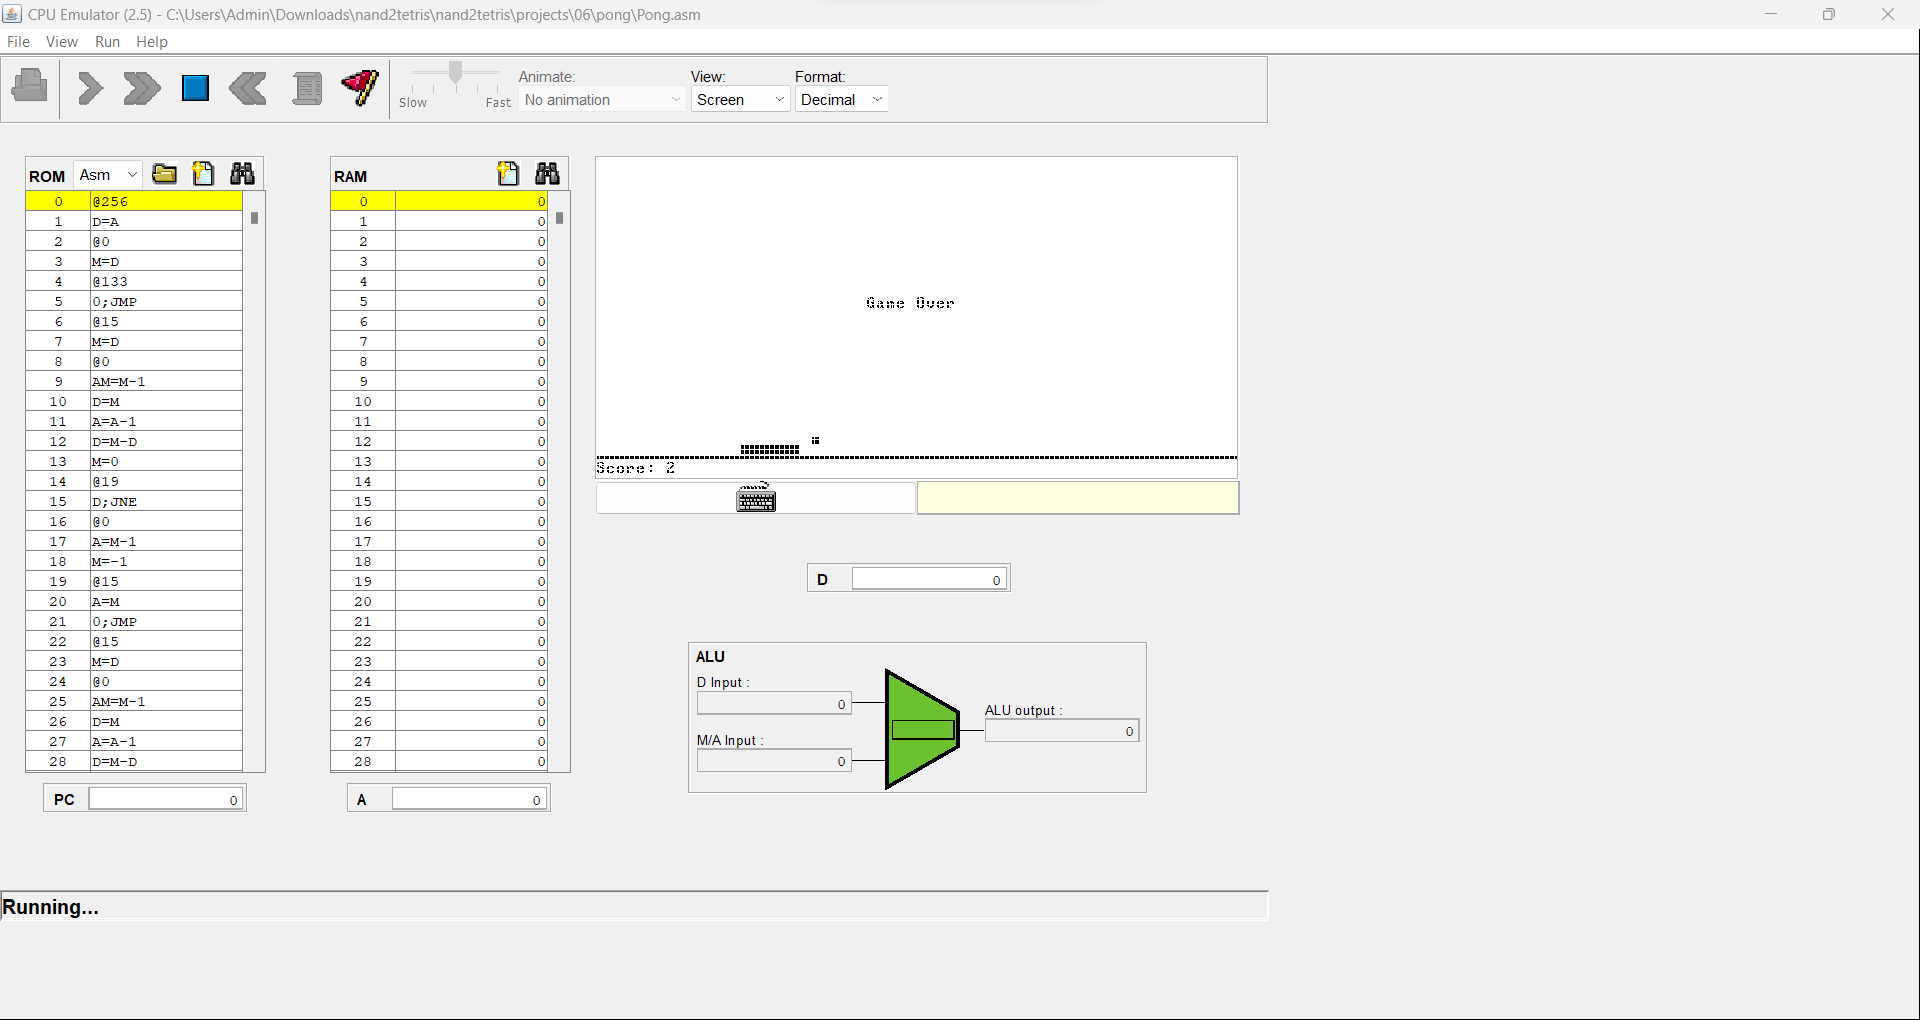 CPU Emulator (2.5) - C:\Users\Admin\Downloads\nand2tetris\nand2tetris\projects\06\pong\Pong.asm
File View Run Help
Slow Fast
Animate:
No animation
View:
Screen
Format:
Decimal
ROM Asm
0 @256
1 D=A
2 @0
3 M=D
4 @133
5 0;JMP
6 @15
7 M=D
8 @0
9 AM=M-1
10 D=M
11 A=A-1
12 D=M-D
13 M=0
14 @19
15 D;JNE
16 @0
17 A=M-1
18 M=-1
19 @15
20 A=M
21 0;JMP
22 @15
23 M=D
24 @0
25 AM=M-1
26 D=M
27 A=A-1
28 D=M-D
PC 0
RAM
0 0
1 0
2 0
3 0
4 0
5 0
6 0
7 0
8 0
9 0
10 0
11 0
12 0
13 0
14 0
15 0
16 0
17 0
18 0
19 0
20 0
21 0
22 0
23 0
24 0
25 0
26 0
27 0
28 0
A 0
Game Over
Score: 2
D 0
ALU
D Input :
0
M/A Input :
0
ALU output :
0
Running...